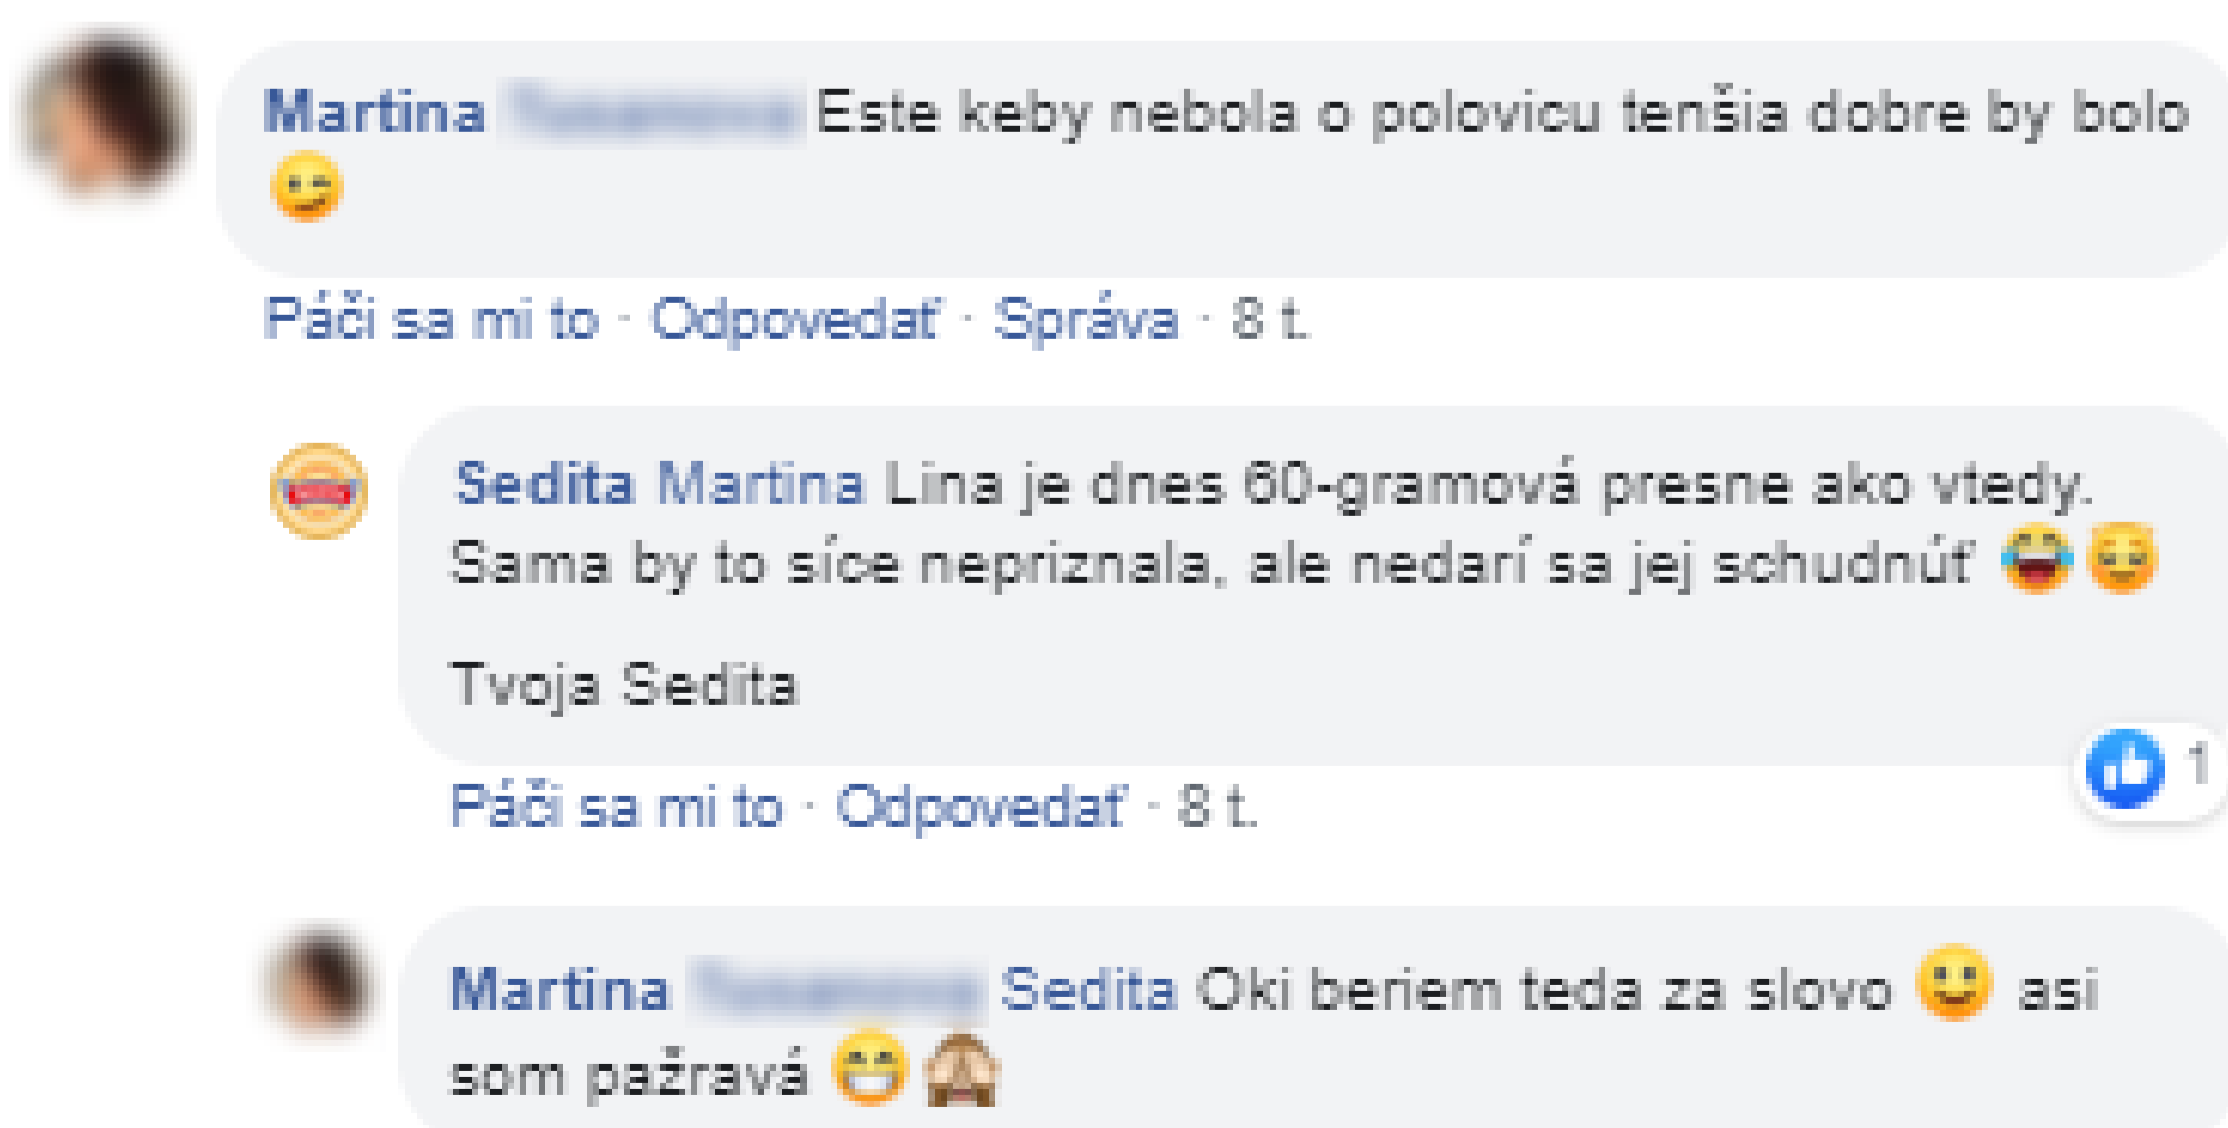 Martina Este keby nebola o polovicu tenšia dobre by bolo
😉
Páči sa mi to · Odpovedať · Správa · 8 t.
Sedita Martina Lina je dnes 60-gramová presne ako vtedy.
Sama by to síce nepriznala, ale nedarí sa jej schudnúť 😂😇
Tvoja Sedita
1
Páči sa mi to · Odpovedať · 8 t.
Martina Sedita Oki beriem teda za slovo 🙂 asi
som pažravá 😁🙈